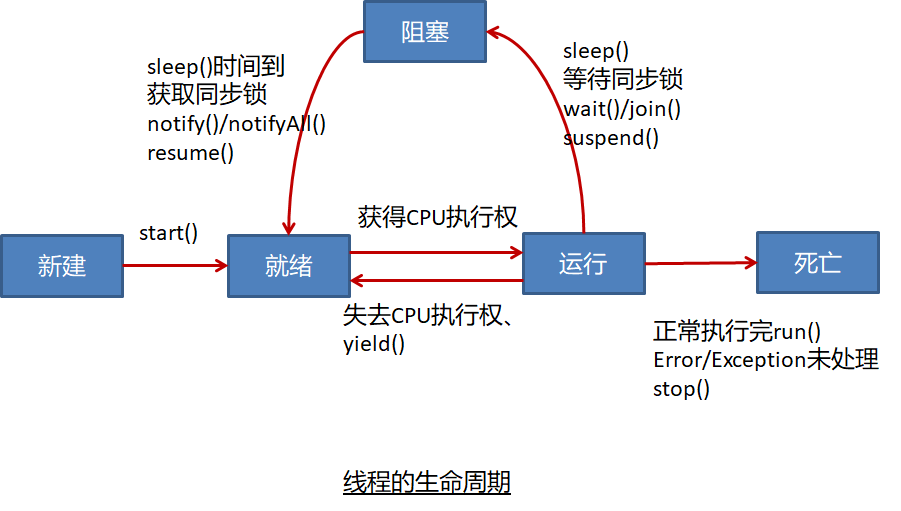 阻塞
sleep()时间到
获取同步锁
notify()/notifyAll()
resume()
sleep()
等待同步锁
wait()/join()
suspend()
start()
获得CPU执行权
新建
就绪
运行
死亡
失去CPU执行权、
yield()
正常执行完run()
Error/Exception未处理
stop()
线程的生命周期